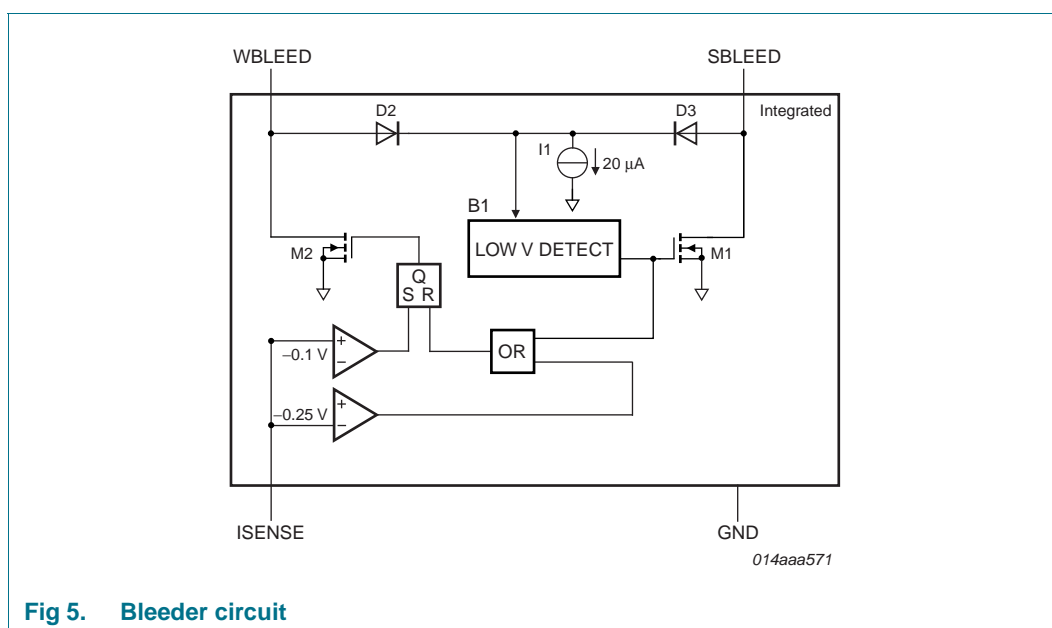 WBLEED
SBLEED
D2
D3
Integrated
I1
20 μA
B1
LOW V DETECT
M2
M1
Q
S R
−0.1 V
+
−
OR
−0.25 V
+
−
ISENSE
GND
014aaa571
Fig 5. Bleeder circuit